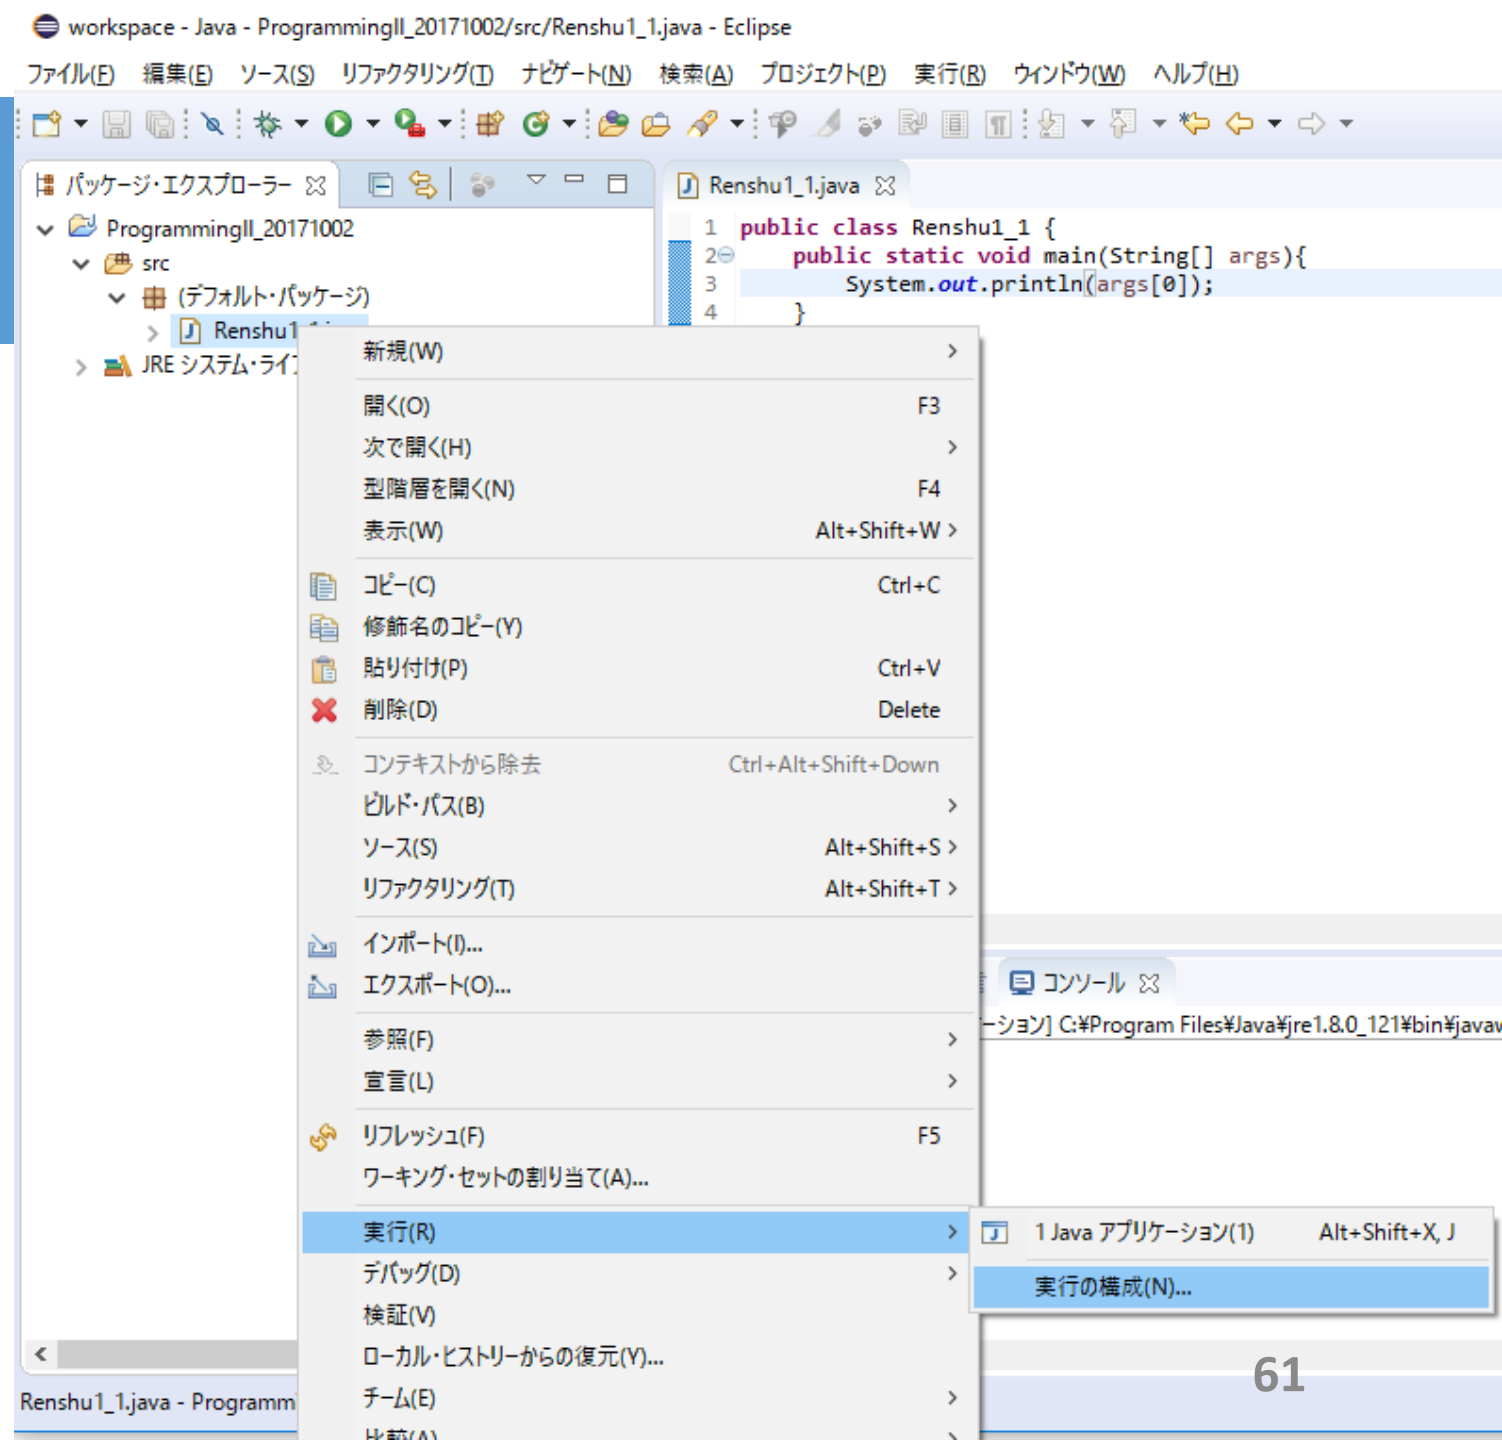 workspace - Java - ProgrammingII_20171002/src/Renshu1_1.java - Eclipse
ファイル(F) 編集(E) ソース(S) リファクタリング(T) ナビゲート(N) 検索(A) プロジェクト(P) 実行(R) ウィンドウ(W) ヘルプ(H)
パッケージ・エクスプローラー
ProgrammingII_20171002
src
(デフォルト・パッケージ)
Renshu1
JRE システム・ライ
Renshu1_1.java
1 public class Renshu1_1 {
2 public static void main(String[] args){
3 System.out.println(args[0]);
4 }
新規(W)
開く(O) F3
次で開く(H)
型階層を開く(N) F4
表示(W) Alt+Shift+W
コピー(C) Ctrl+C
修飾名のコピー(Y)
貼り付け(P) Ctrl+V
削除(D) Delete
コンテキストから除去 Ctrl+Alt+Shift+Down
ビルド・パス(B)
ソース(S) Alt+Shift+S
リファクタリング(T) Alt+Shift+T
インポート(I)...
エクスポート(O)...
参照(F)
宣言(L)
リフレッシュ(F) F5
ワーキング・セットの割り当て(A)...
実行(R)
デバッグ(D)
検証(V)
ローカル・ヒストリーからの復元(Y)...
チーム(E)
比較(A)
1 Java アプリケーション(1) Alt+Shift+X, J
実行の構成(N)...
コンソール
ーション] C:¥Program Files¥Java¥jre1.8.0_121¥bin¥javaw
61
Renshu1_1.java - Programm